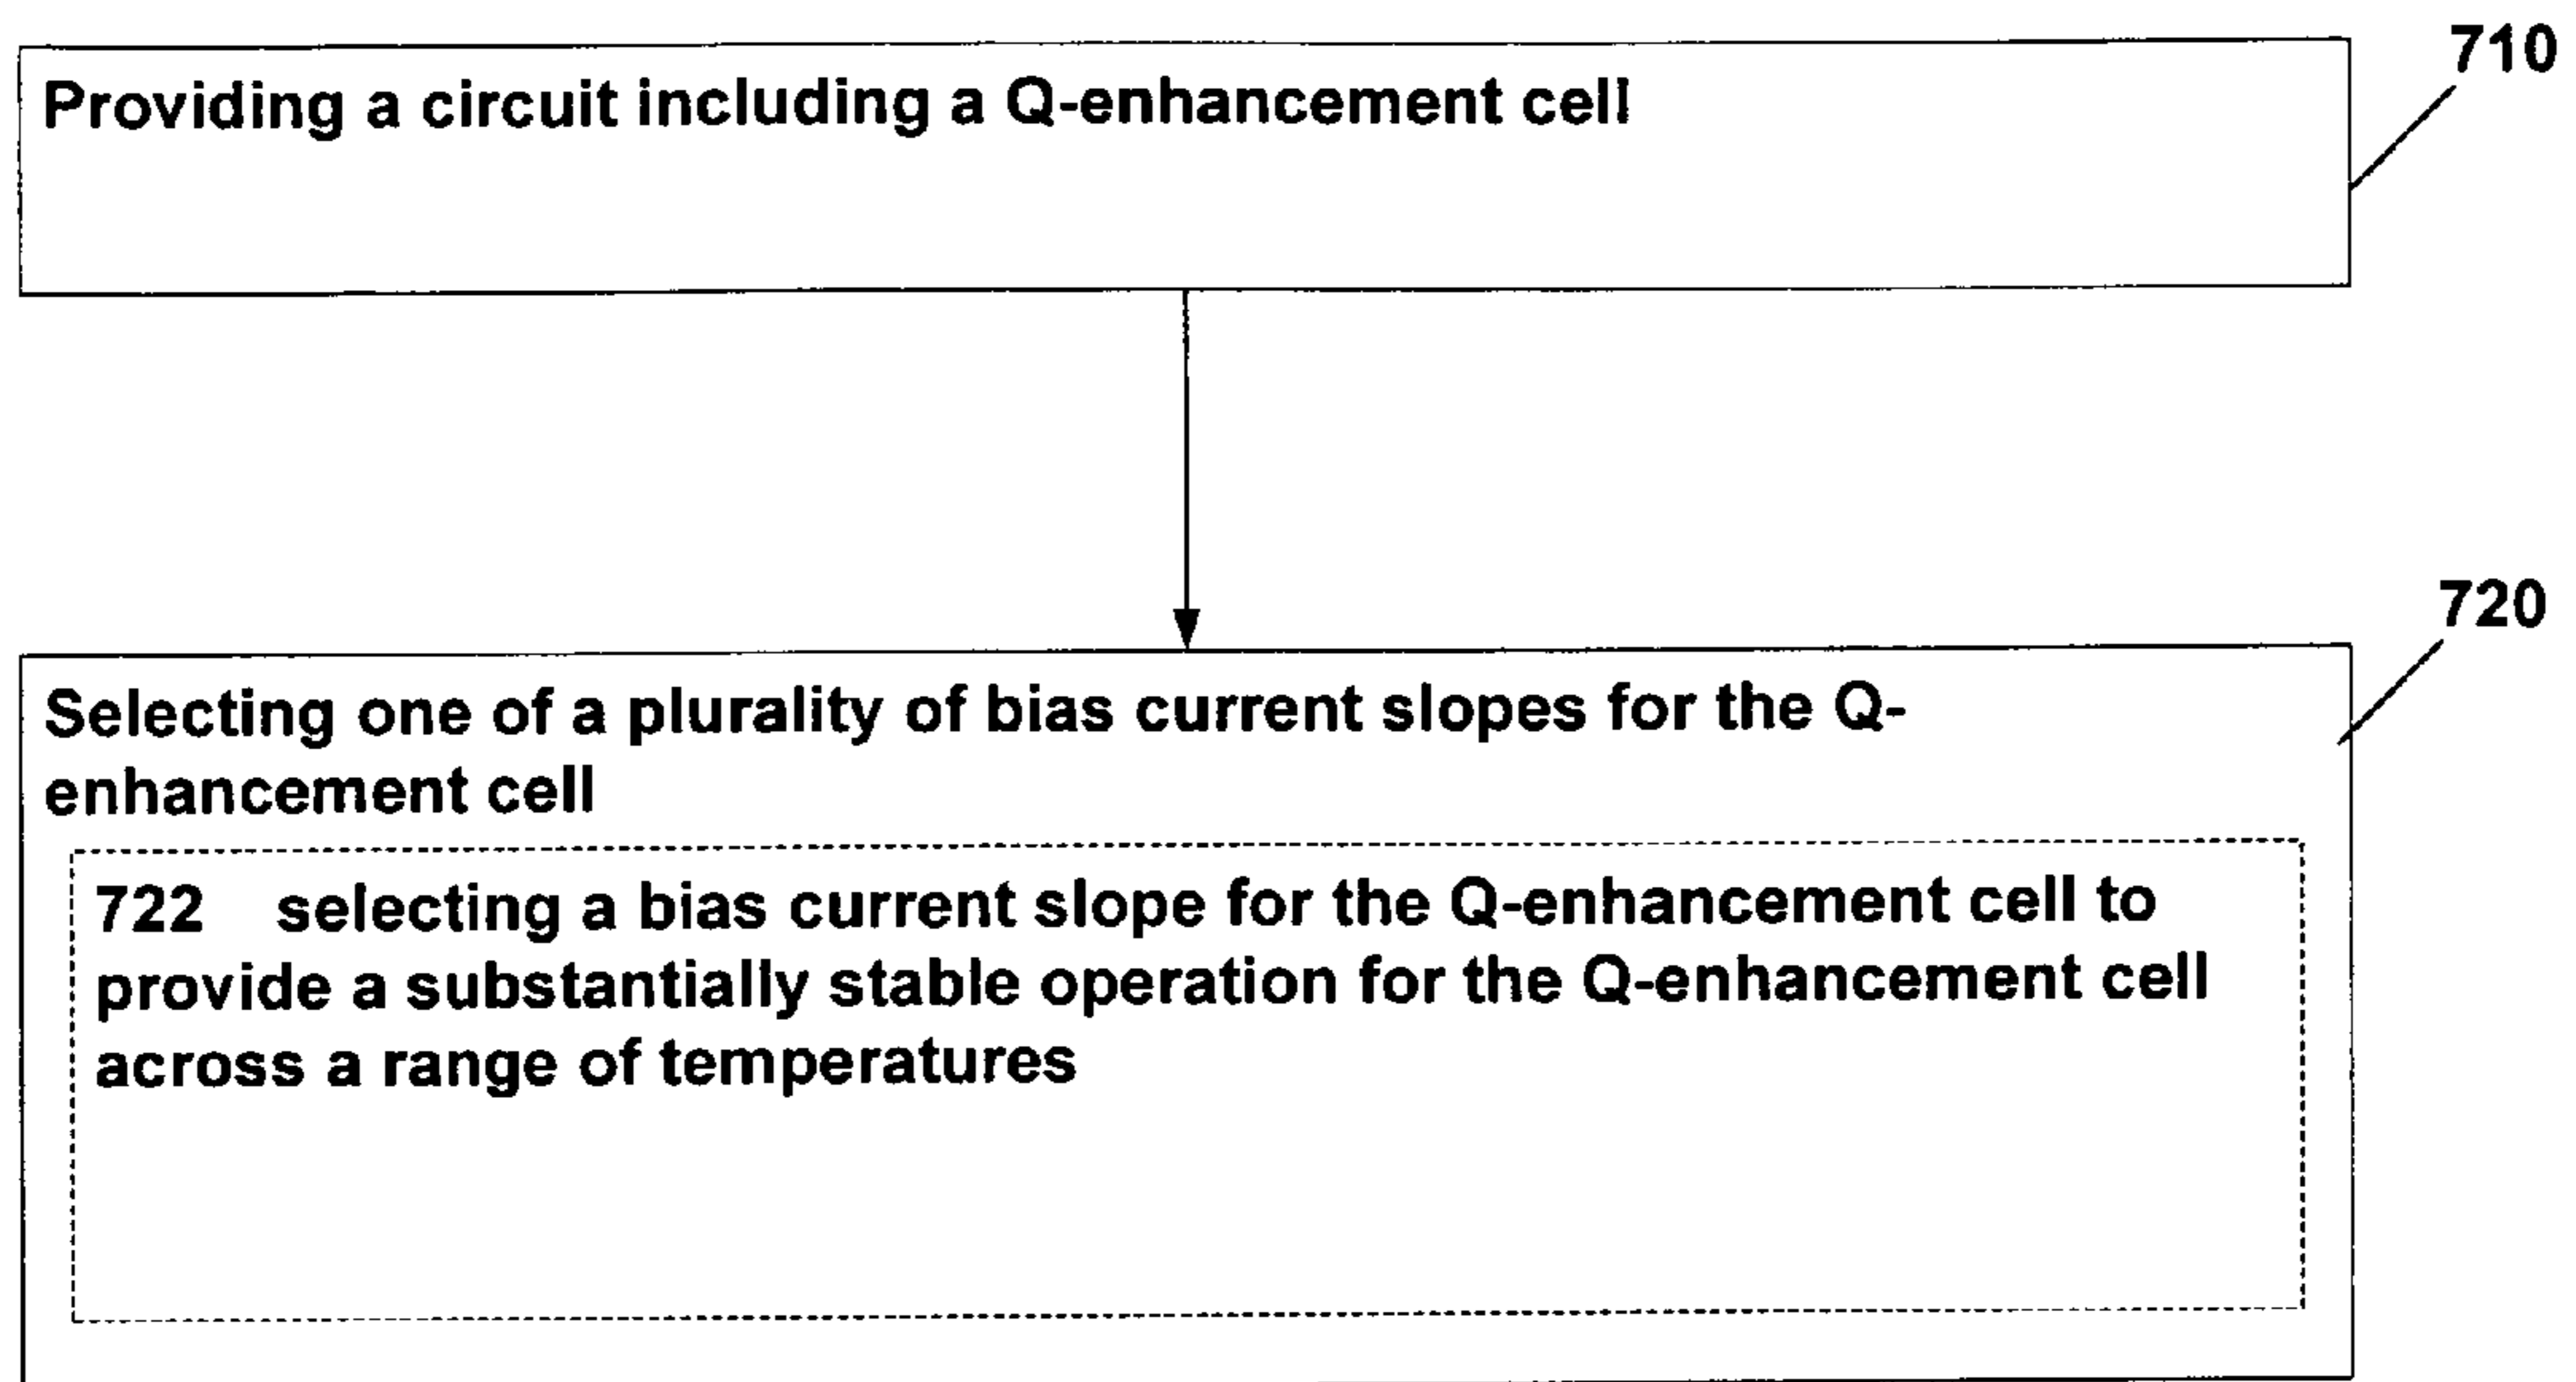 710
Providing a circuit including a Q-enhancement cell
720
Selecting one of a plurality of bias current slopes for the Q-
enhancement cell
722 selecting a bias current slope for the Q-enhancement cell to
provide a substantially stable operation for the Q-enhancement cell
across a range of temperatures